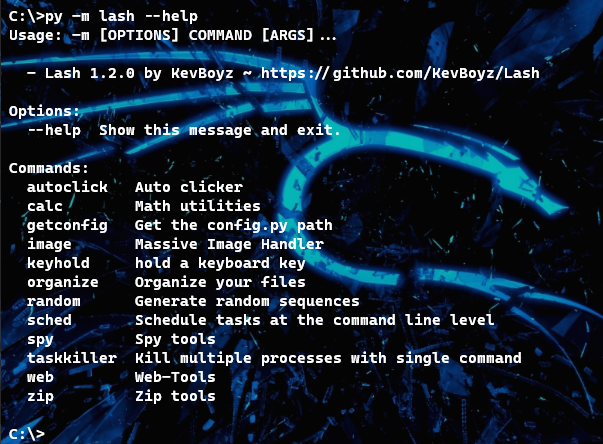 C:\>py -m lash --help
Usage: -m [OPTIONS] COMMAND [ARGS]...
- Lash 1.2.0 by KevBoyz ~ https://github.com/KevBoyz/Lash
Options:
--help  Show this message and exit.
Commands:
autoclick   Auto clicker
calc        Math utilities
getconfig   Get the config.py path
image       Massive Image Handler
keyhold     hold a keyboard key
organize    Organize your files
random      Generate random sequences
sched       Schedule tasks at the command line level
spy         Spy tools
taskkiller  Kill multiple processes with single command
web         Web-Tools
zip         Zip tools
C:\>